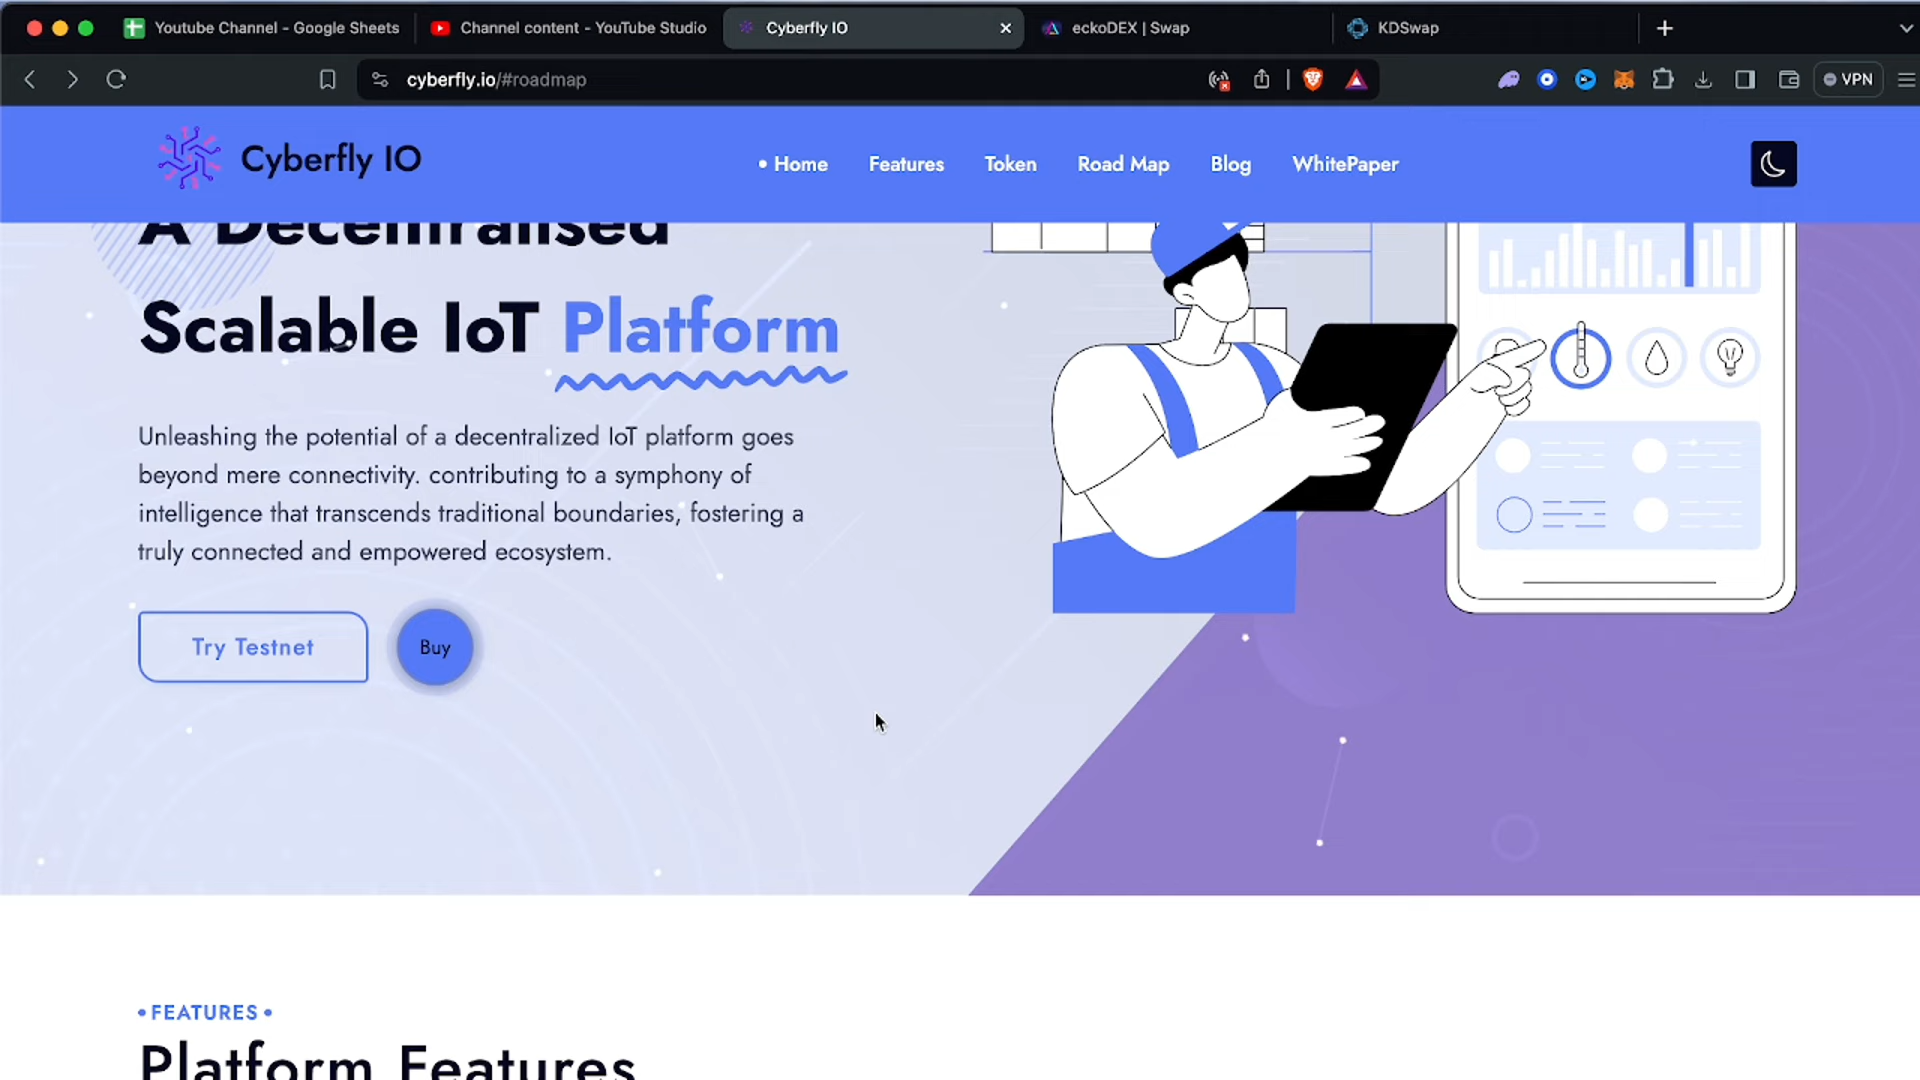 Youtube Channel - Google Sheets
Channel content - YouTube Studio
Cyberfly IO
eckoDEX | Swap
KDSwap
cyberfly.io/#roadmap
VPN
Cyberfly IO
Home
Features
Token
Road Map
Blog
WhitePaper
A Decentralised
Scalable IoT Platform
Unleashing the potential of a decentralized IoT platform goes
beyond mere connectivity. contributing to a symphony of
intelligence that transcends traditional boundaries, fostering a
truly connected and empowered ecosystem.
Try Testnet
Buy
• FEATURES •
Platform Features